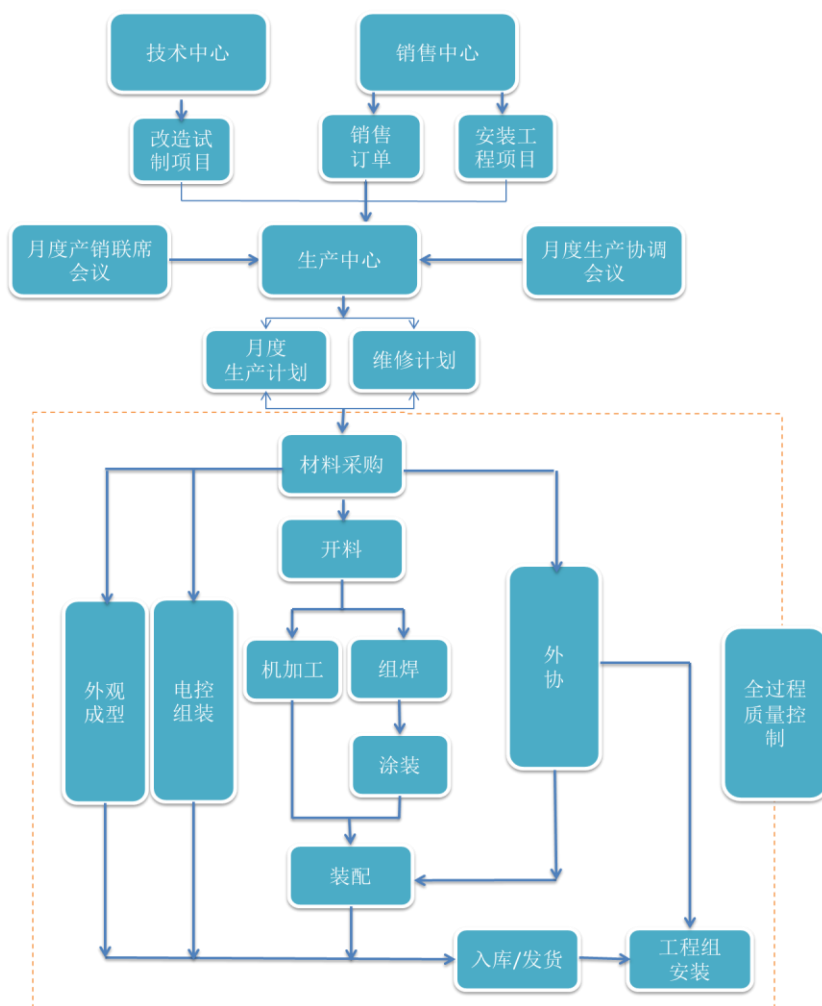 技术中心
销售中心
改造试
制项目
销售
订单
安装工
程项目
月度产销联席
会议
生产中心
月度生产协调
会议
月度
生产计划
维修计划
材料采购
开料
外观
成型
电控
组装
机加工
组焊
外
协
全过程
质量控
制
涂装
装配
入库/发货
工程组
安装